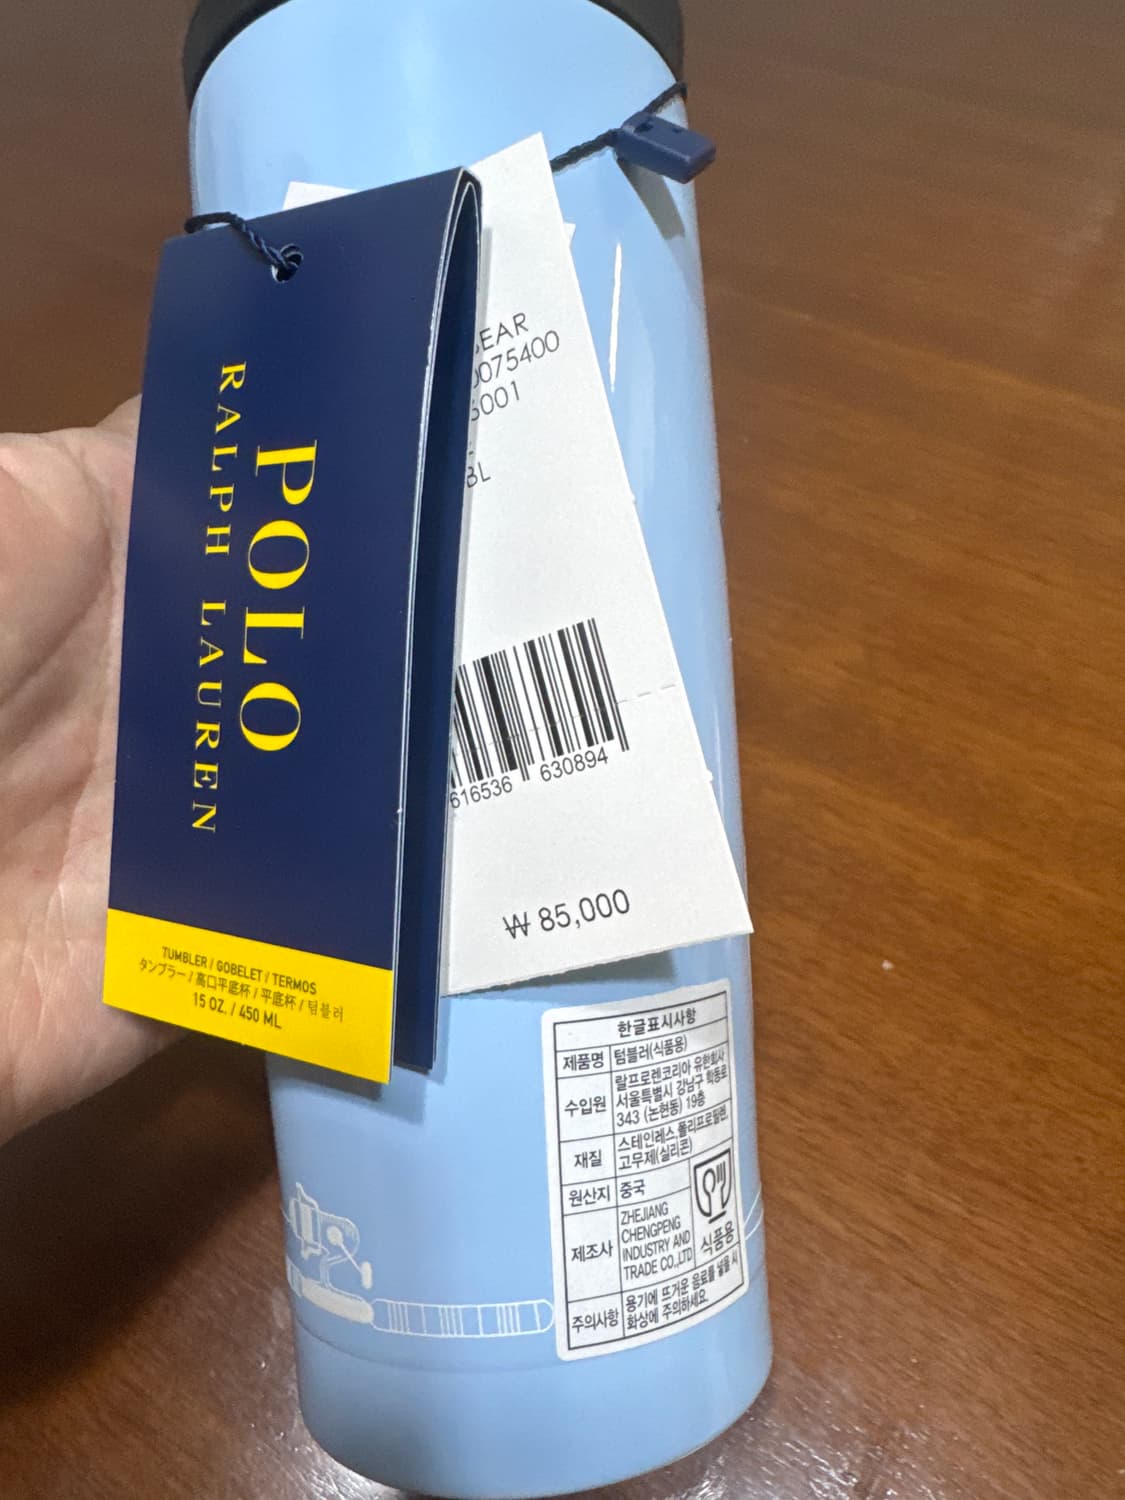 POLO
RALPH LAUREN
TUMBLER / GOBELET / TERMOS
タンブラー / 高口平底杯 / 平底杯 / 텀블러
15 OZ. / 450 ML
EAR
075400
001
BL
616536 630894
₩ 85,000
한글표시사항
제품명 텀블러(식품용)
수입원 랄프로렌코리아 유한회사
서울특별시 강남구 학동로
343 (논현동) 19층
재질 스테인레스,폴리프로필렌,
고무제(실리콘)
원산지 중국
제조사 ZHEJIANG
CHENGPENG
INDUSTRY AND
TRADE CO.,LTD
식품용
주의사항 용기에 뜨거운 음료를 넣을 시
화상에 주의하세요.